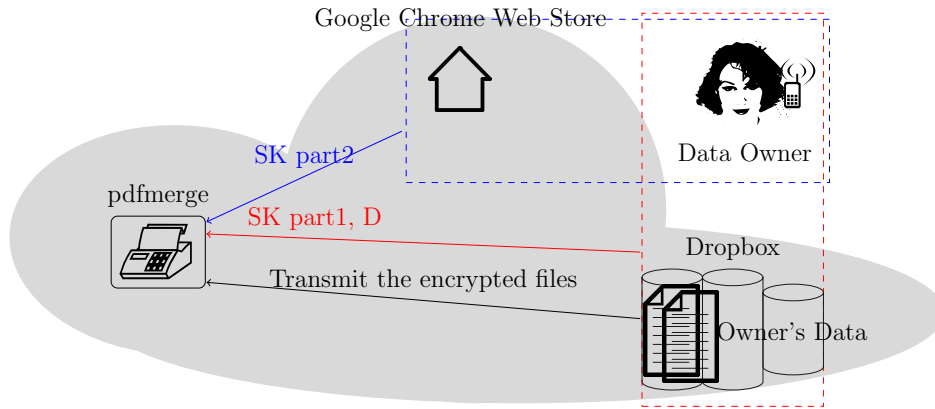 Google Chrome Web Store
Data Owner
SK part2
pdfmerge
SK part1, D
Dropbox
Transmit the encrypted files
Owner's Data